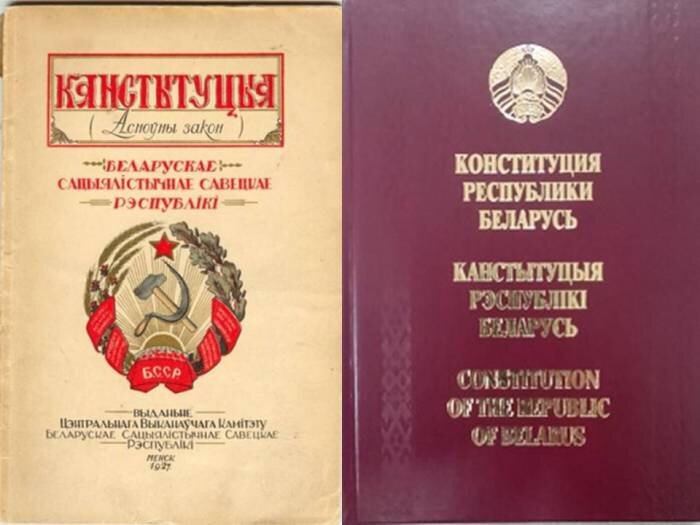 КАНСТЫТУЦЫЯ
(Асноўны закон)
БЕЛАРУСКАЕ
САЦЫЯЛІСТЫЧНАЕ САВЕЦКАЕ
РЭСПУБЛІКІ
Б.С.С.Р.
ВЫДАНЬНЕ
ЦЭНТРАЛЬНАГА ВЫКАНАЎЧАГА КАМІТЭТУ
БЕЛАРУСКАЕ САЦЫЯЛІСТЫЧНАЕ САВЕЦКАЕ
РЭСПУБЛІКІ
МЕНСК
1927
КОНСТИТУЦИЯ
РЕСПУБЛИКИ
БЕЛАРУСЬ
КАНСТЫТУЦЫЯ
РЭСПУБЛІКІ
БЕЛАРУСЬ
CONSTITUTION
OF THE REPUBLIC
OF BELARUS